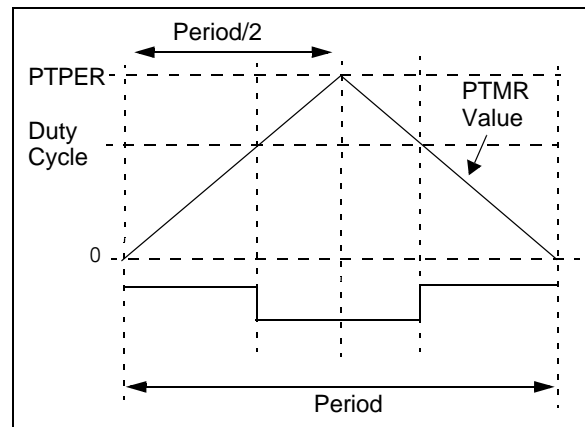 Period/2
PTPER
PTMR
Value
Duty
Cycle
0
Period